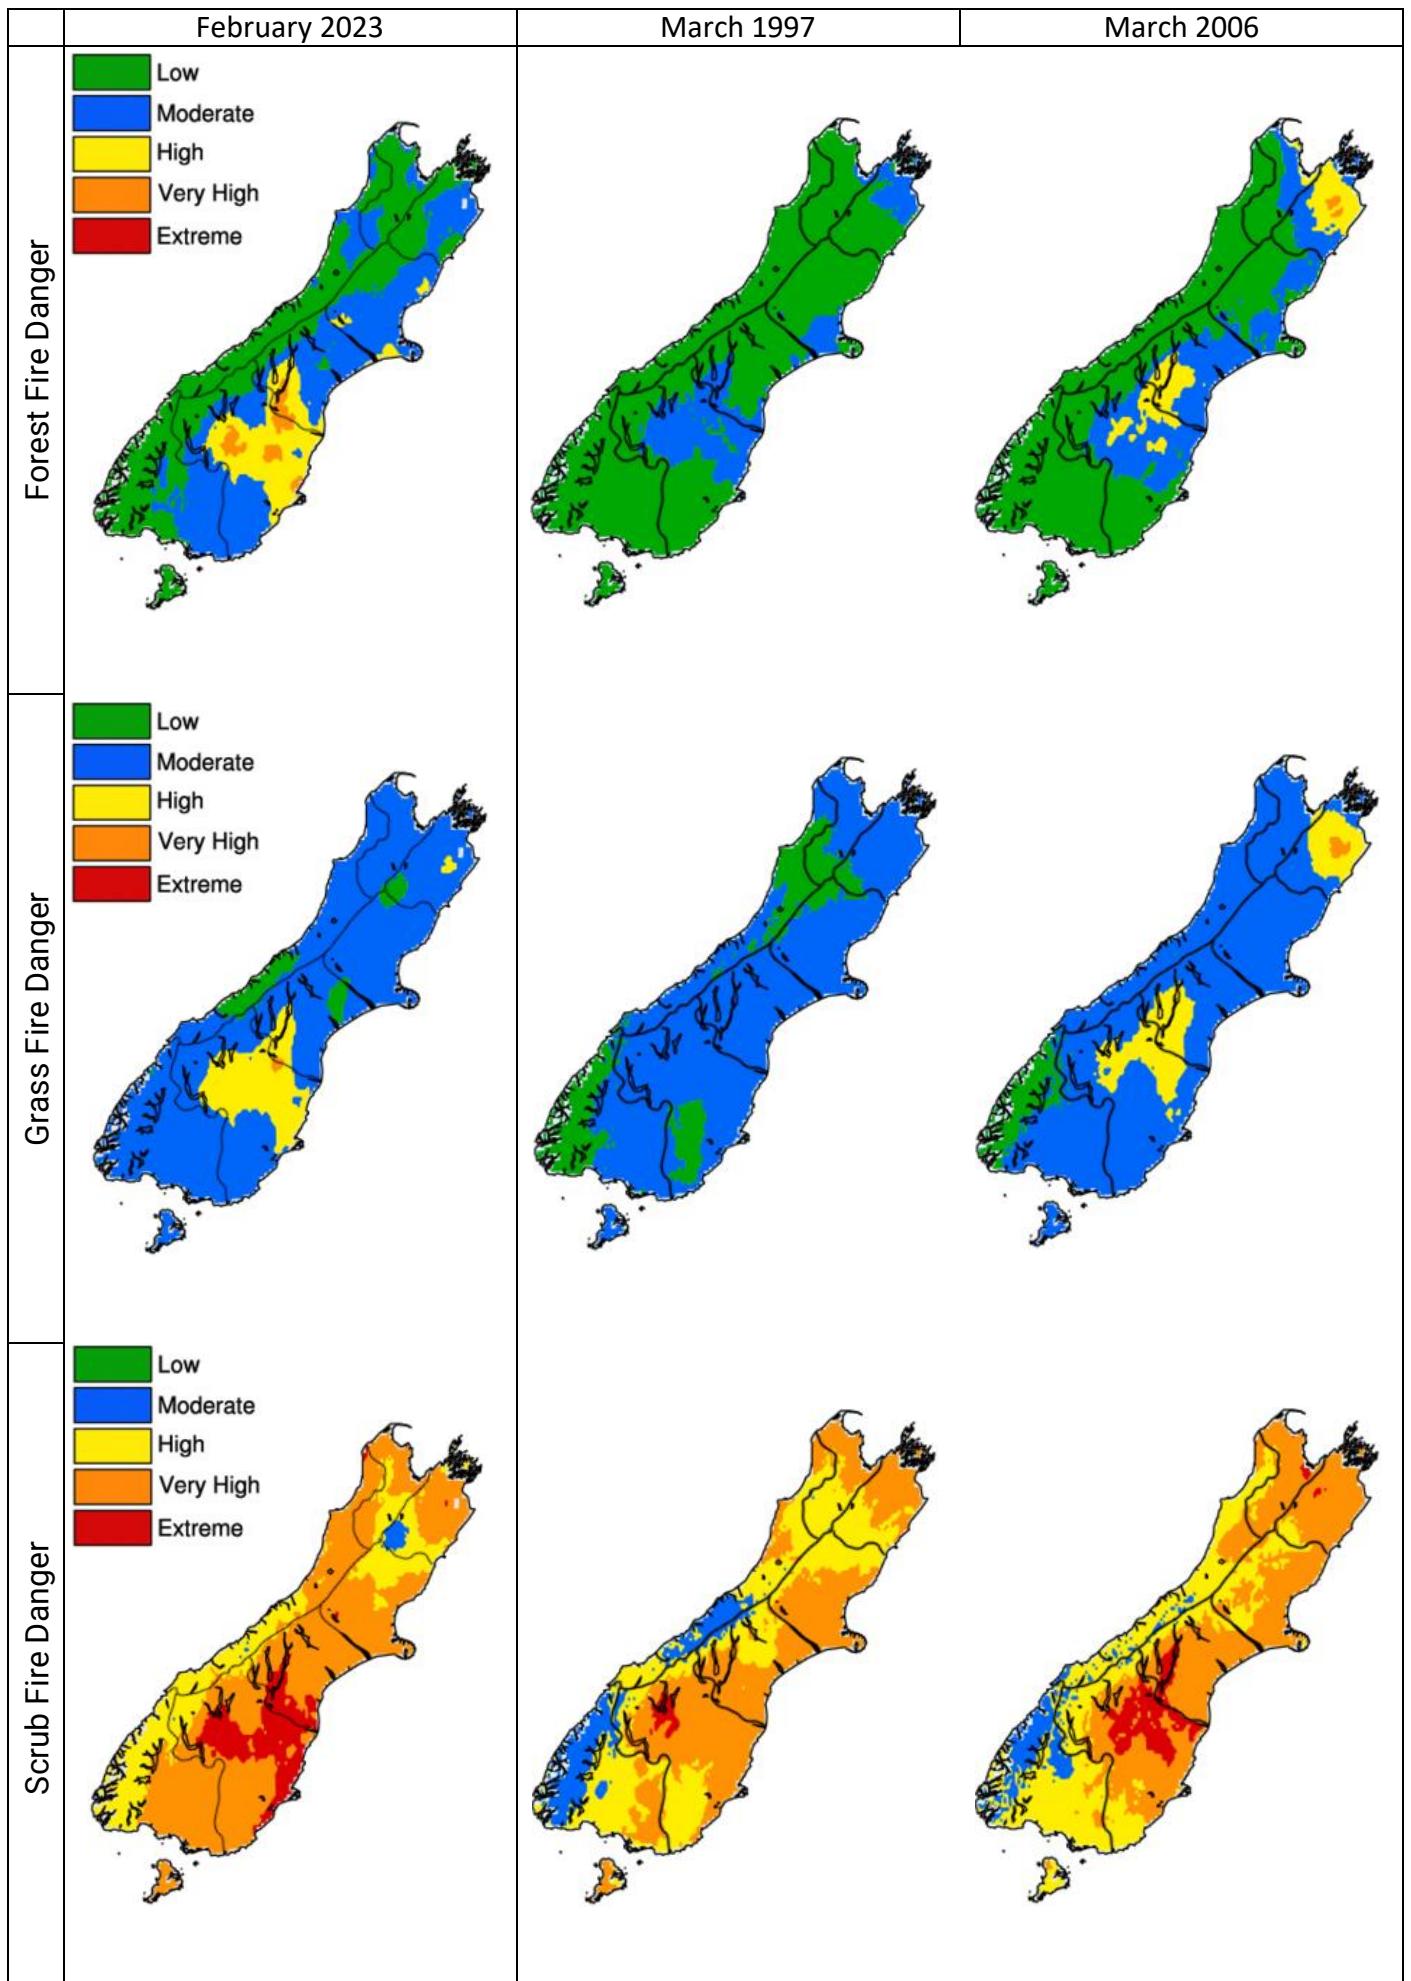 February 2023
March 1997
March 2006
Forest Fire Danger
Low
Moderate
High
Very High
Extreme
Grass Fire Danger
Low
Moderate
High
Very High
Extreme
Scrub Fire Danger
Low
Moderate
High
Very High
Extreme